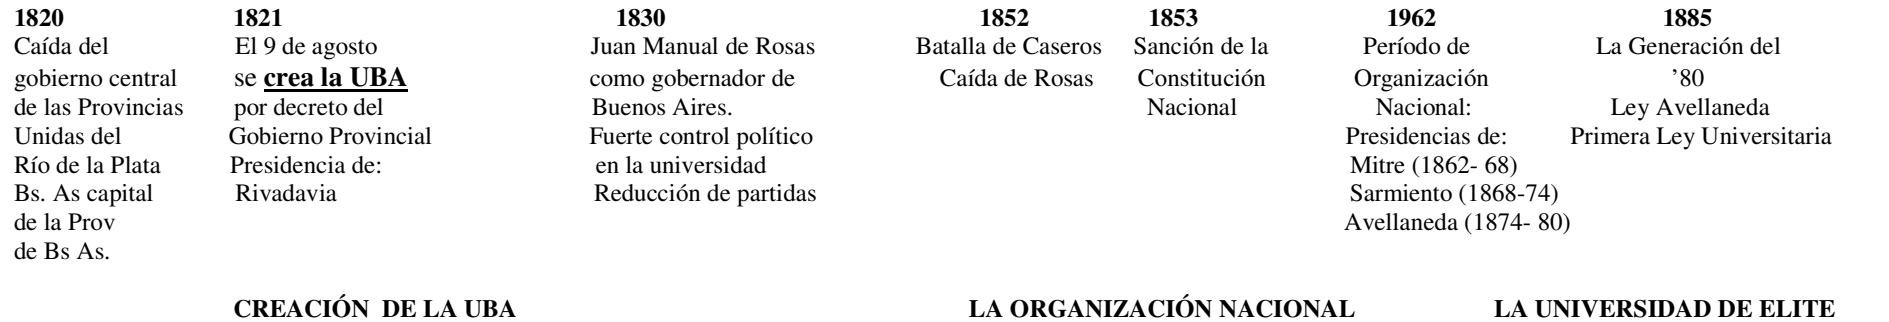 1820
Caída del
gobierno central
de las Provincias
Unidas del
Río de la Plata
Bs. As capital
de la Prov
de Bs As.
1821
El 9 de agosto
se crea la UBA
por decreto del
Gobierno Provincial
Presidencia de:
Rivadavia
1830
Juan Manual de Rosas
como gobernador de
Buenos Aires.
Fuerte control político
en la universidad
Reducción de partidas
1852
Batalla de Caseros
Caída de Rosas
1853
Sanción de la
Constitución
Nacional
1962
Período de
Organización
Nacional:
Presidencias de:
Mitre (1862- 68)
Sarmiento (1868-74)
Avellaneda (1874- 80)
1885
La Generación del
’80
Ley Avellaneda
Primera Ley Universitaria
CREACIÓN DE LA UBA
LA ORGANIZACIÓN NACIONAL
LA UNIVERSIDAD DE ELITE